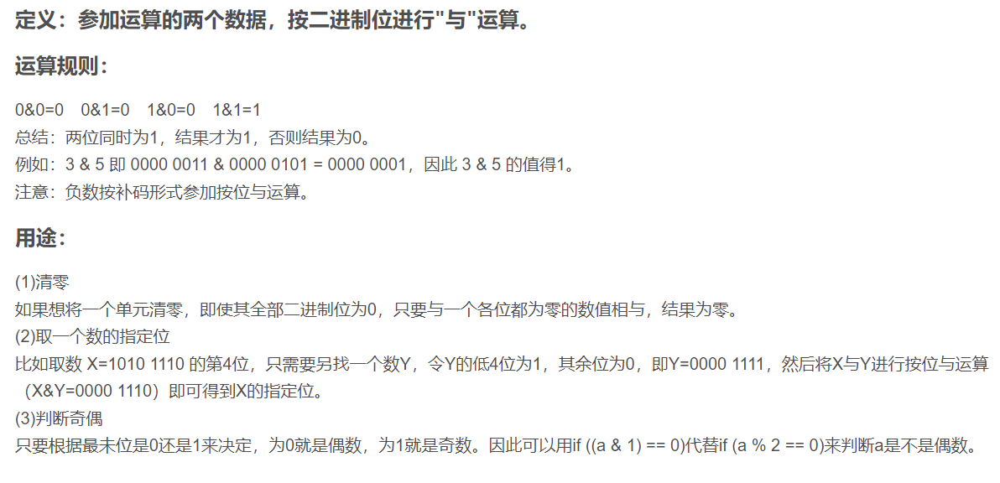 定义：参加运算的两个数据，按二进制位进行"与"运算。
运算规则：
0&0=0 0&1=0 1&0=0 1&1=1
总结：两位同时为1，结果才为1，否则结果为0。
例如：3 & 5 即 0000 0011 & 0000 0101 = 0000 0001，因此 3 & 5 的值得1。
注意：负数按补码形式参加按位与运算。
用途：
(1)清零
如果想将一个单元清零，即使其全部二进制位为0，只要与一个各位都为零的数值相与，结果为零。
(2)取一个数的指定位
比如取数 X=1010 1110 的第4位，只需要另找一个数Y，令Y的低4位为1，其余位为0，即Y=0000 1111，然后将X与Y进行按位与运算
（X&Y=0000 1110）即可得到X的指定位。
(3)判断奇偶
只要根据最未位是0还是1来决定，为0就是偶数，为1就是奇数。因此可以用if ((a & 1) == 0)代替if (a % 2 == 0)来判断a是不是偶数。